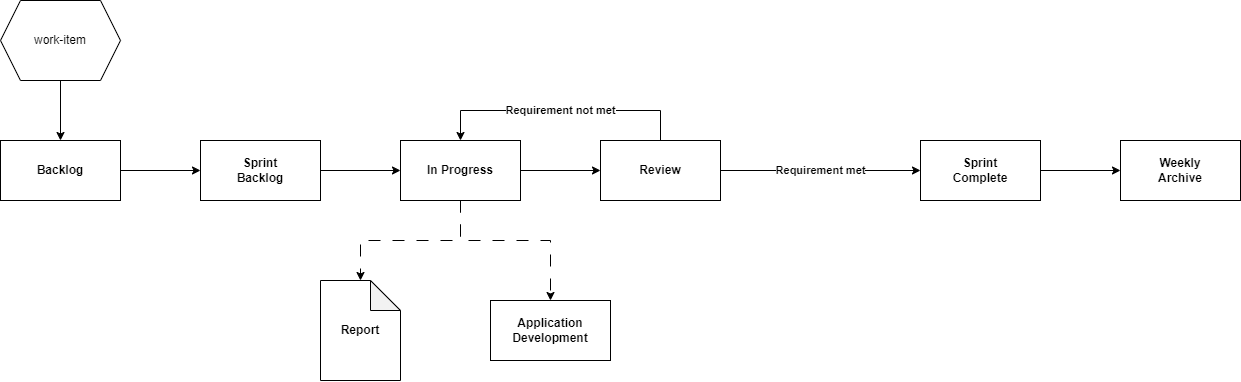 work-item
Requirement not met
Backlog
Sprint
Backlog
In Progress
Review
Requirement met
Sprint
Complete
Weekly
Archive
Report
Application
Development